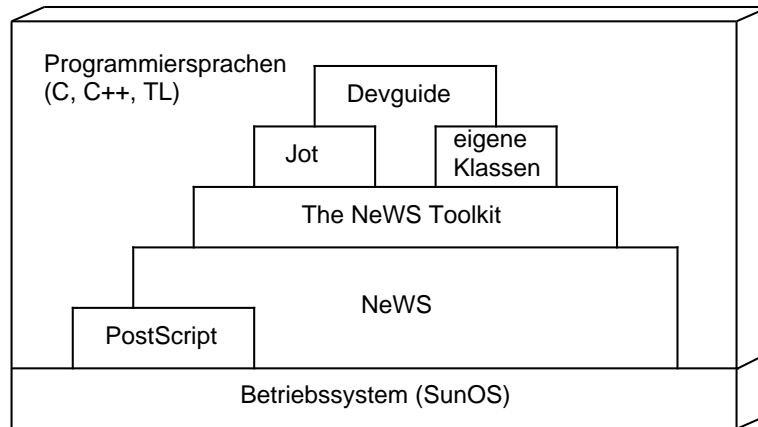 Programmiersprachen
(C, C++, TL)
Devguide
Jot
eigene
Klassen
The NeWS Toolkit
NeWS
PostScript
Betriebssystem (SunOS)